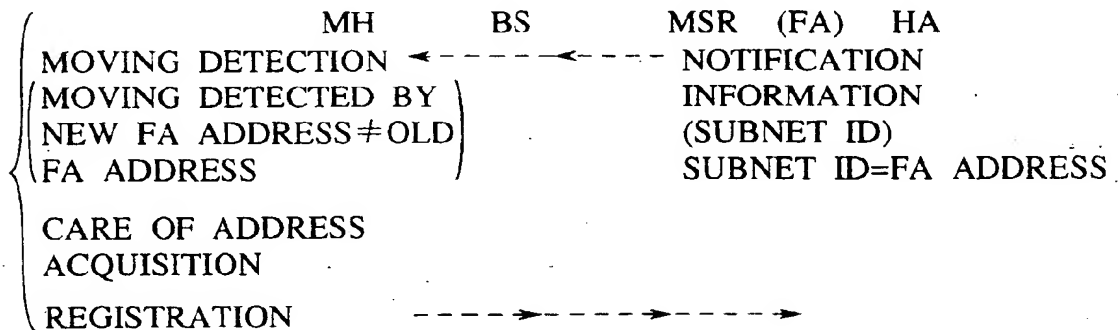 MH BS MSR (FA) HA
MOVING DETECTION NOTIFICATION
MOVING DETECTED BY INFORMATION
NEW FA ADDRESS≠OLD (SUBNET ID)
FA ADDRESS SUBNET ID=FA ADDRESS
CARE OF ADDRESS
ACQUISITION
REGISTRATION